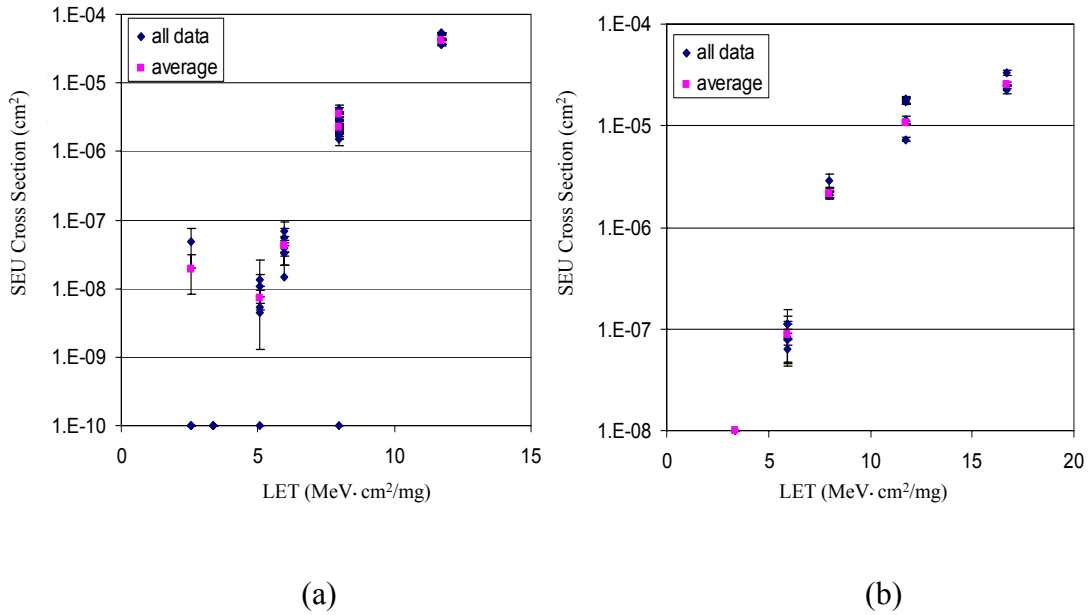 1.E-04
1.E-05
1.E-06
1.E-07
1.E-08
1.E-09
1.E-10
SEU Cross Section (cm²)
all data
average
0 5 10 15
LET (MeV· cm²/mg)
(a)
1.E-04
1.E-05
1.E-06
1.E-07
1.E-08
SEU Cross Section (cm²)
all data
average
0 5 10 15 20
LET (MeV· cm²/mg)
(b)